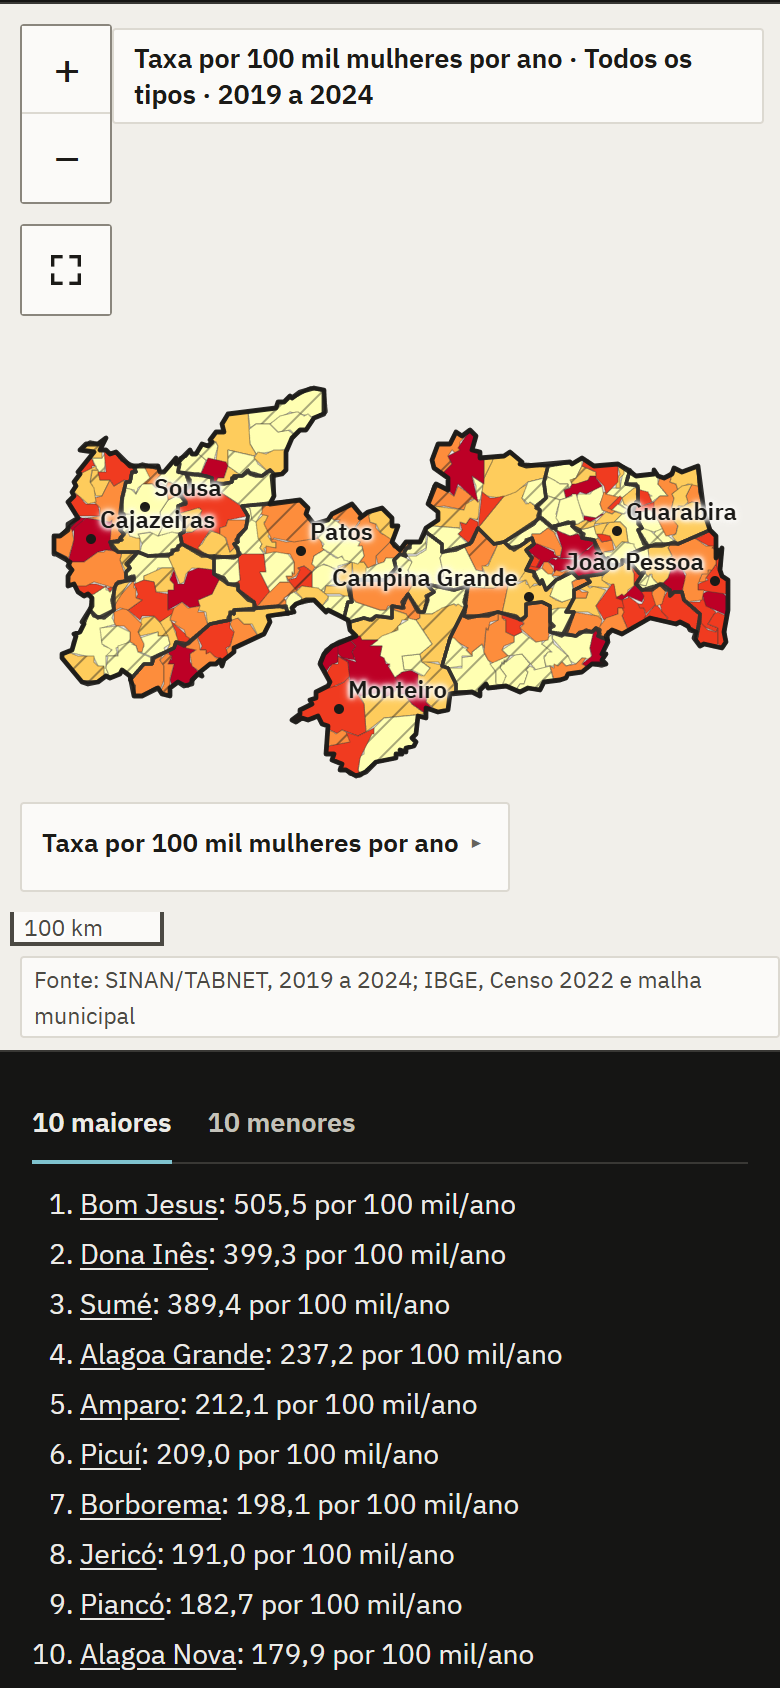 +
Taxa por 100 mil mulheres por ano · Todos os
tipos · 2019 a 2024
−
Sousa
Cajazeiras
Patos
Guarabira
João Pessoa
Campina Grande
Monteiro
Taxa por 100 mil mulheres por ano ▸
100 km
Fonte: SINAN/TABNET, 2019 a 2024; IBGE, Censo 2022 e malha
municipal
10 maiores 10 menores
1. Bom Jesus: 505,5 por 100 mil/ano
2. Dona Inês: 399,3 por 100 mil/ano
3. Sumé: 389,4 por 100 mil/ano
4. Alagoa Grande: 237,2 por 100 mil/ano
5. Amparo: 212,1 por 100 mil/ano
6. Picuí: 209,0 por 100 mil/ano
7. Borborema: 198,1 por 100 mil/ano
8. Jericó: 191,0 por 100 mil/ano
9. Piancó: 182,7 por 100 mil/ano
10. Alagoa Nova: 179,9 por 100 mil/ano